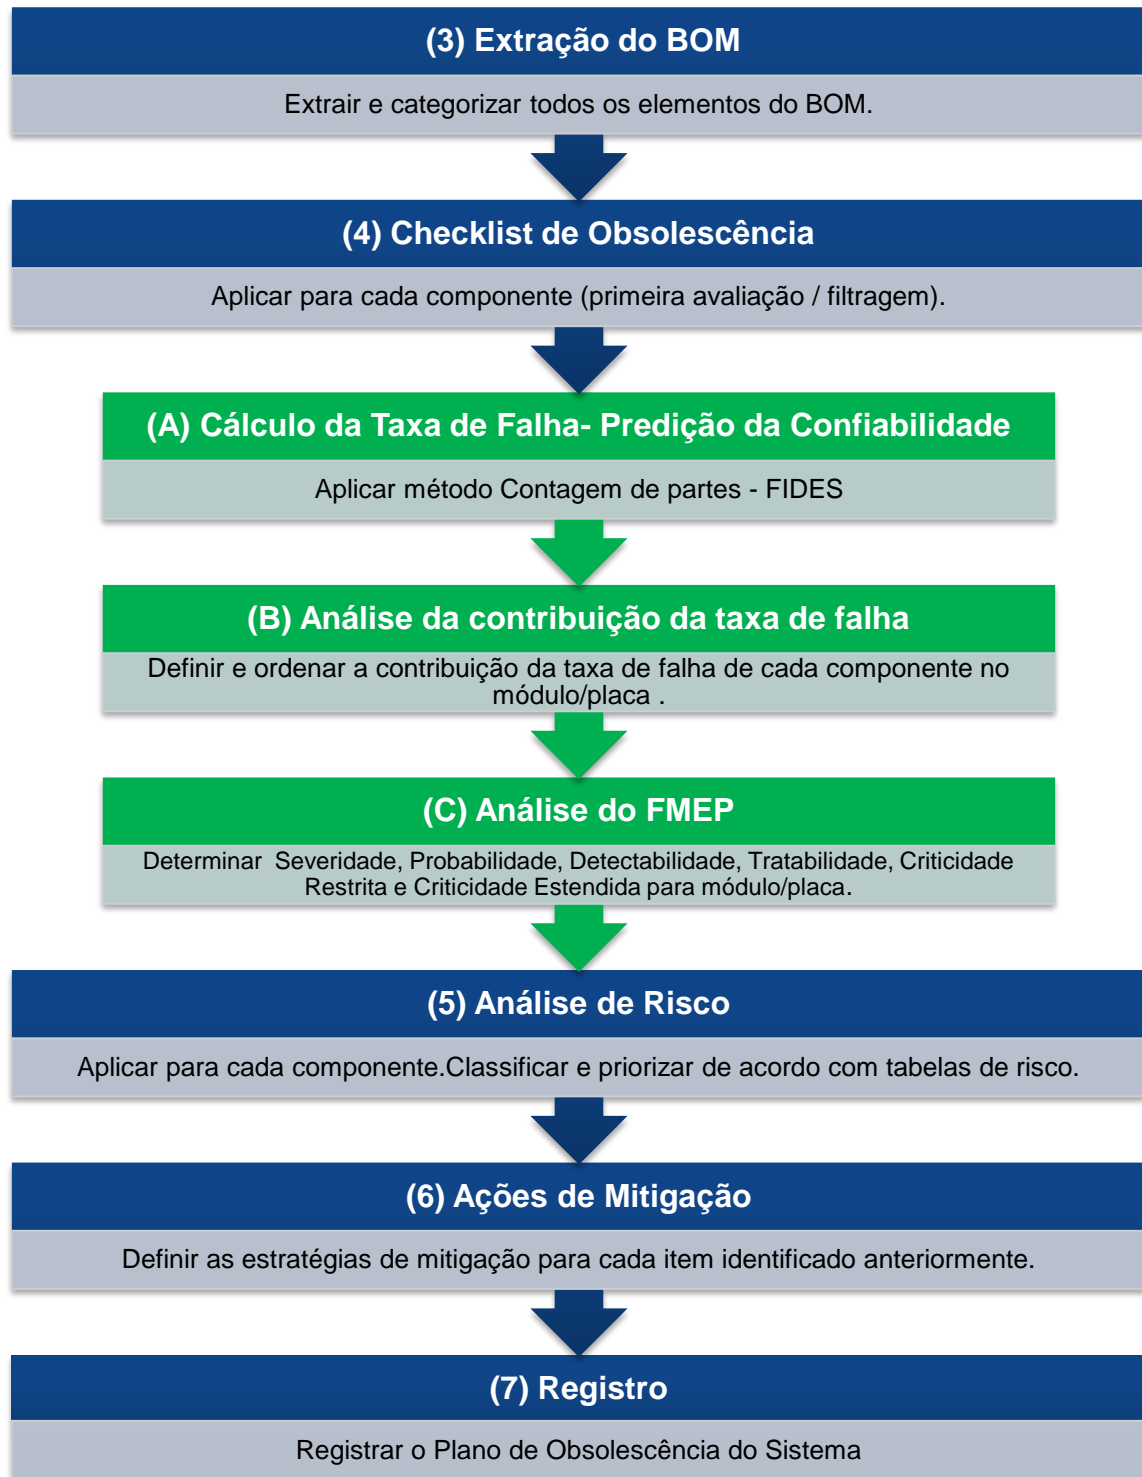 (3) Extração do BOM
Extrair e categorizar todos os elementos do BOM.
(4) Checklist de Obsolescência
Aplicar para cada componente (primeira avaliação / filtragem).
(A) Cálculo da Taxa de Falha- Predição da Confiabilidade
Aplicar método Contagem de partes - FIDES
(B) Análise da contribuição da taxa de falha
Definir e ordenar a contribuição da taxa de falha de cada componente no
módulo/placa .
(C) Análise do FMEP
Determinar Severidade, Probabilidade, Detectabilidade, Tratabilidade, Criticidade
Restrita e Criticidade Estendida para módulo/placa.
(5) Análise de Risco
Aplicar para cada componente.Classificar e priorizar de acordo com tabelas de risco.
(6) Ações de Mitigação
Definir as estratégias de mitigação para cada item identificado anteriormente.
(7) Registro
Registrar o Plano de Obsolescência do Sistema